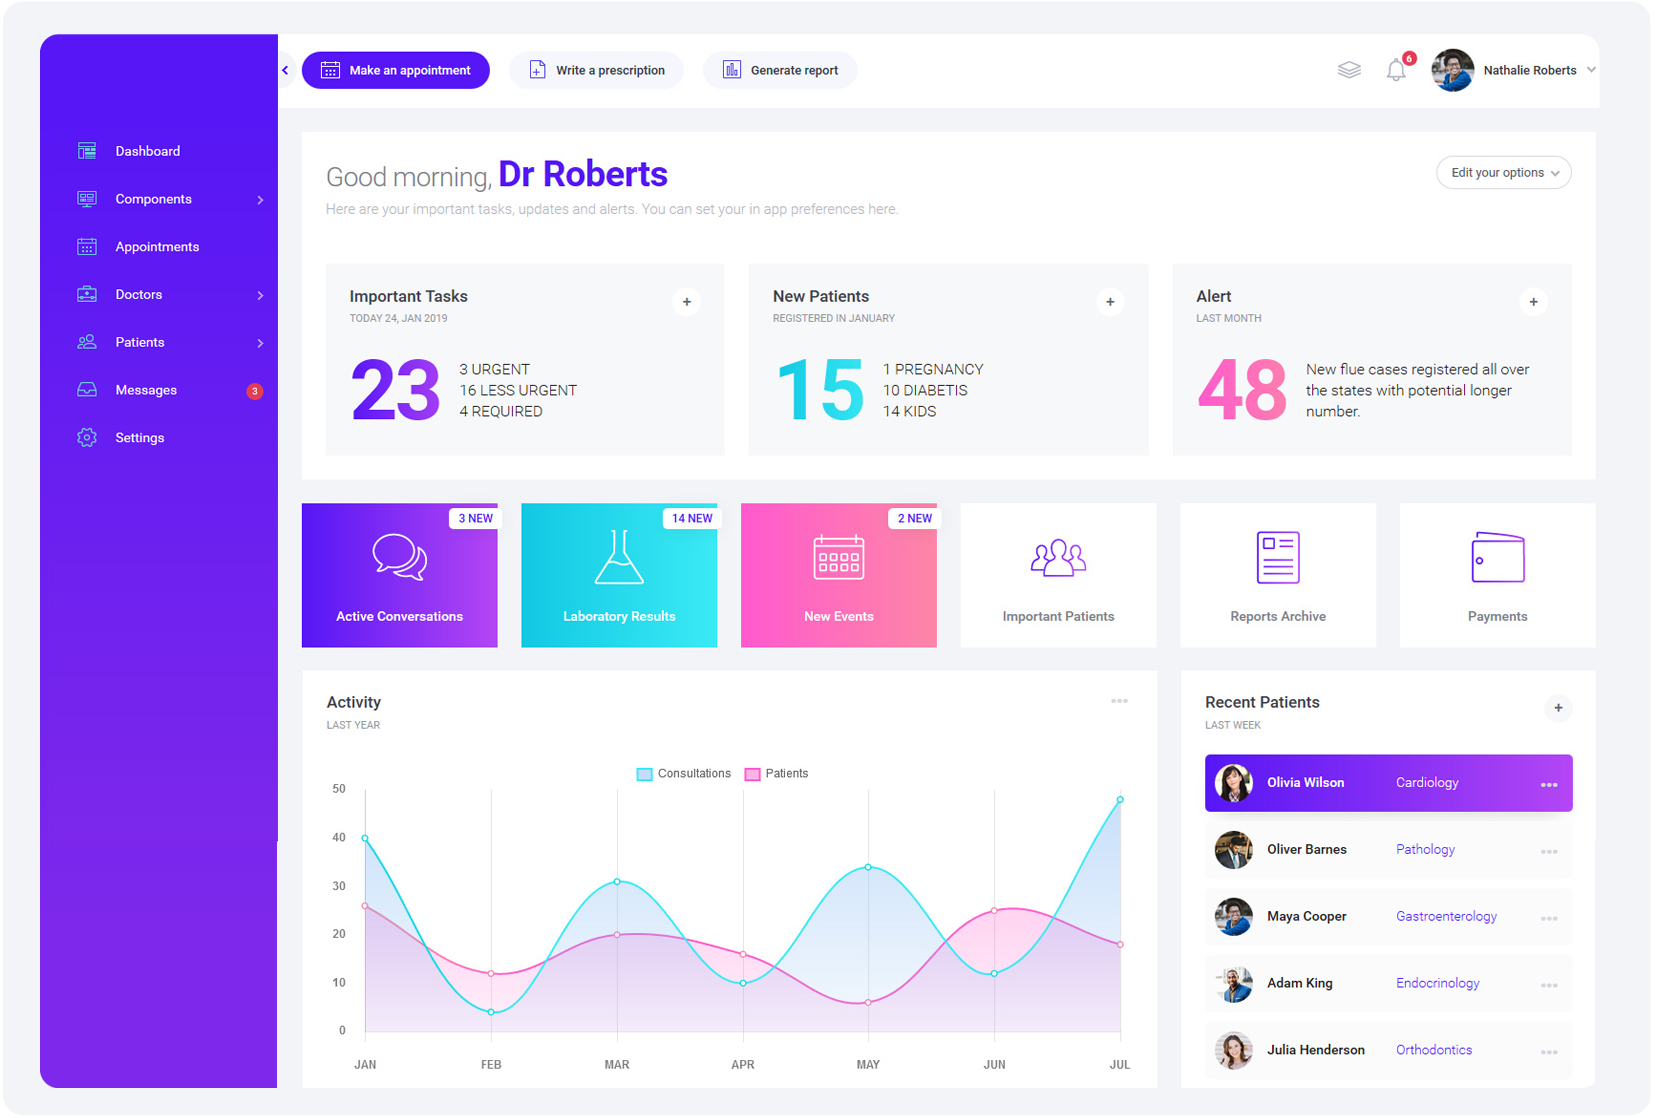 Make an appointment
Write a prescription
Generate report
6
Nathalie Roberts
Dashboard
Components
Appointments
Doctors
Patients
Messages
3
Settings
Good morning, Dr Roberts
Edit your options
Here are your important tasks, updates and alerts. You can set your in app preferences here.
Important Tasks
TODAY 24, JAN 2019
+
23
3 URGENT
16 LESS URGENT
4 REQUIRED
New Patients
REGISTERED IN JANUARY
+
15
1 PREGNANCY
10 DIABETIS
14 KIDS
Alert
LAST MONTH
+
48
New flue cases registered all over
the states with potential longer
number.
3 NEW
Active Conversations
14 NEW
Laboratory Results
2 NEW
New Events
Important Patients
Reports Archive
Payments
Activity
LAST YEAR
Consultations
Patients
50
40
30
20
10
0
JAN
FEB
MAR
APR
MAY
JUN
JUL
Recent Patients
LAST WEEK
+
Olivia Wilson Cardiology
Oliver Barnes Pathology
Maya Cooper Gastroenterology
Adam King Endocrinology
Julia Henderson Orthodontics